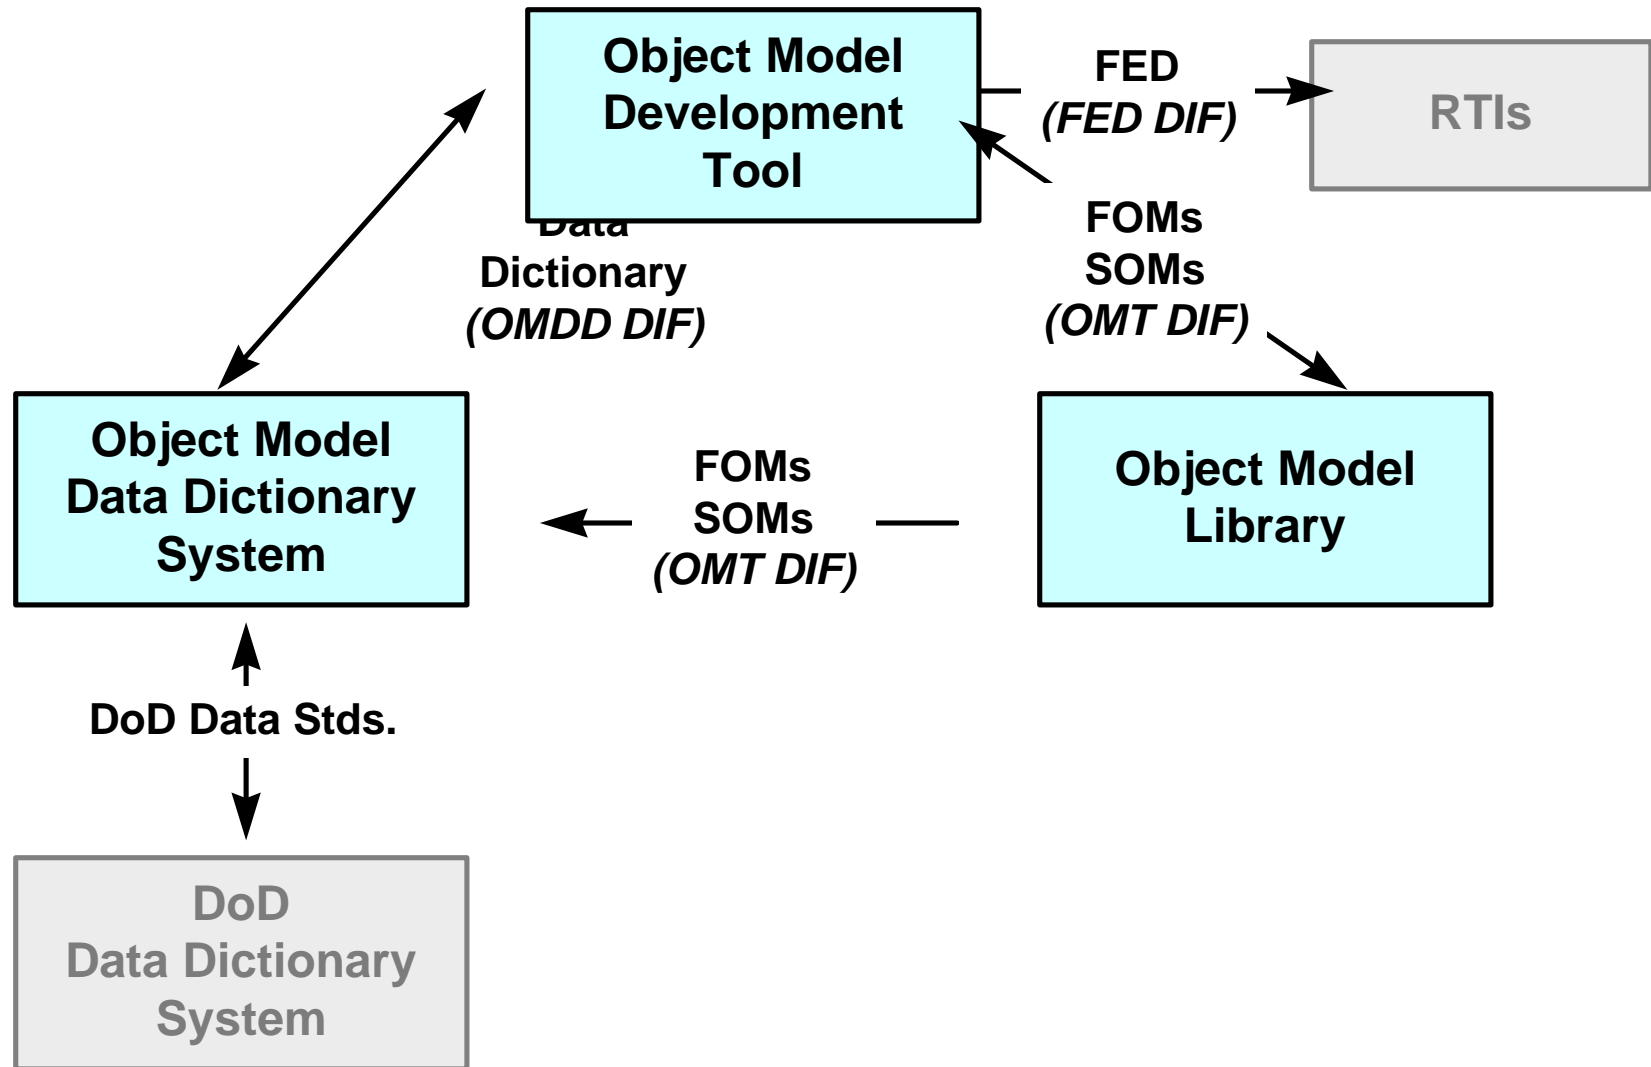 Object Model
Development
Tool
FED
(FED DIF)
RTIs
Data
Dictionary
(OMDD DIF)
FOMs
SOMs
(OMT DIF)
Object Model
Data Dictionary
System
FOMs
SOMs
(OMT DIF)
Object Model
Library
DoD Data Stds.
DoD
Data Dictionary
System